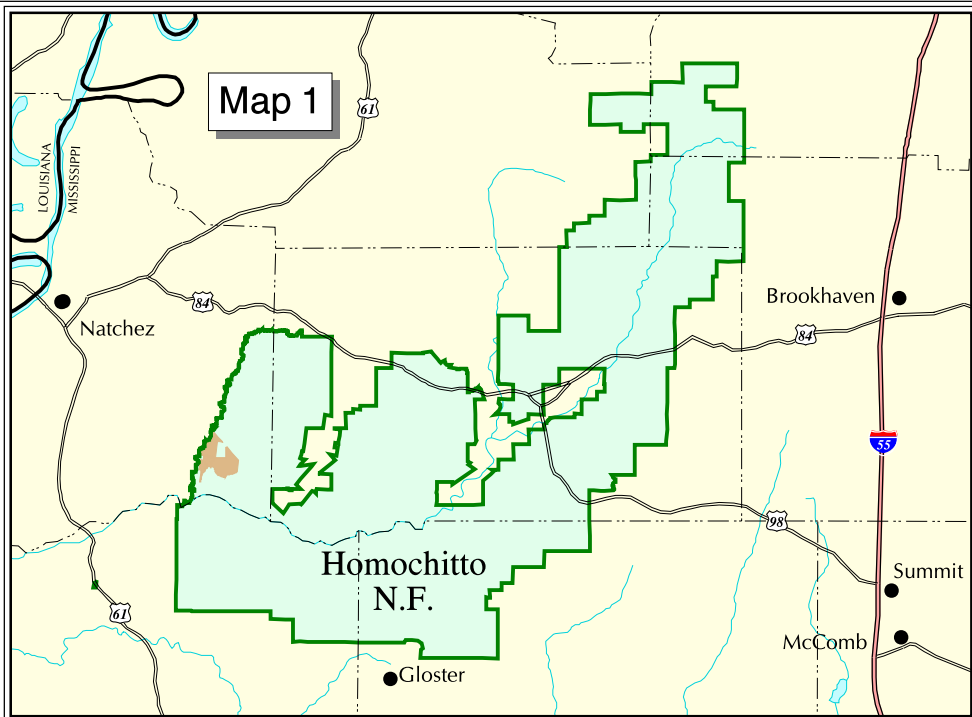 Map 1
61
LOUISIANA
MISSISSIPPI
84
Natchez
Brookhaven
84
55
98
Homochitto
N.F.
Summit
61
McComb
Gloster